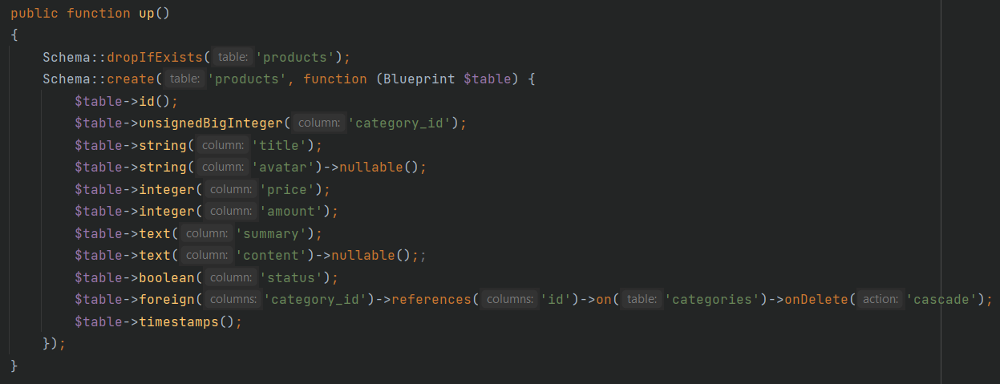 public function up()
{
    Schema::dropIfExists( table: 'products');
    Schema::create( table: 'products', function (Blueprint $table) {
        $table->id();
        $table->unsignedBigInteger( column: 'category_id');
        $table->string( column: 'title');
        $table->string( column: 'avatar')->nullable();
        $table->integer( column: 'price');
        $table->integer( column: 'amount');
        $table->text( column: 'summary');
        $table->text( column: 'content')->nullable();;
        $table->boolean( column: 'status');
        $table->foreign( columns: 'category_id')->references( columns: 'id')->on( table: 'categories')->onDelete( action: 'cascade');
        $table->timestamps();
    });
}